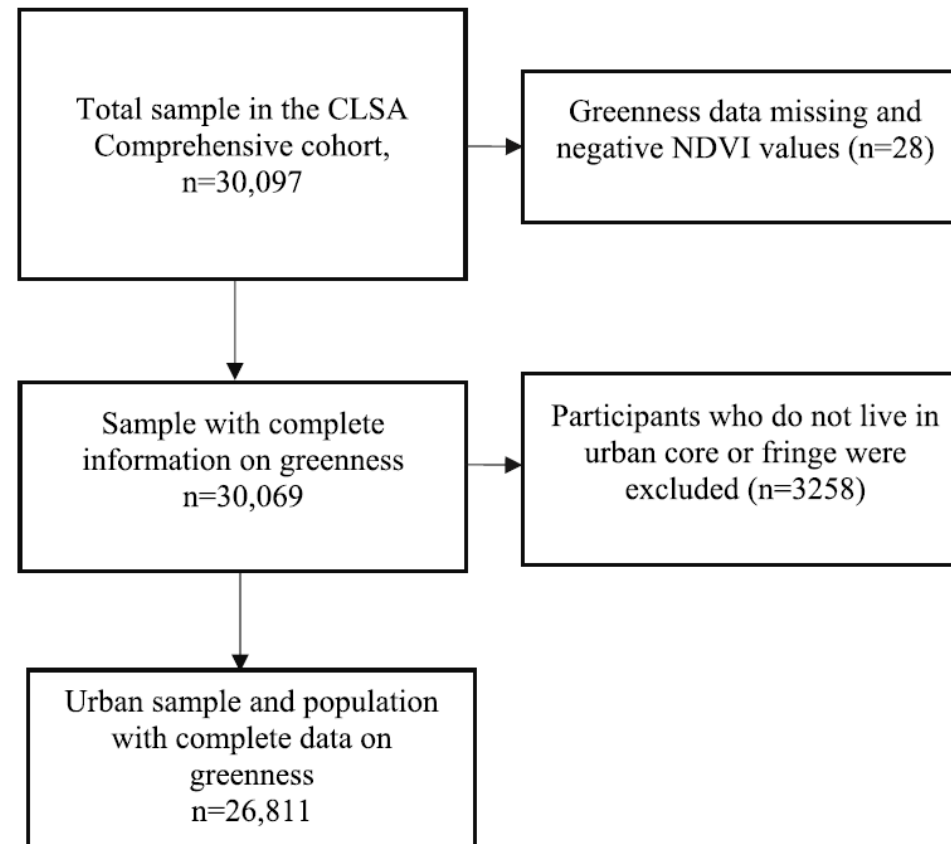 Total sample in the CLSA
Comprehensive cohort,
n=30,097
Greenness data missing and
negative NDVI values (n=28)
Sample with complete
information on greenness
n=30,069
Participants who do not live in
urban core or fringe were
excluded (n=3258)
Urban sample and population
with complete data on
greenness
n=26,811